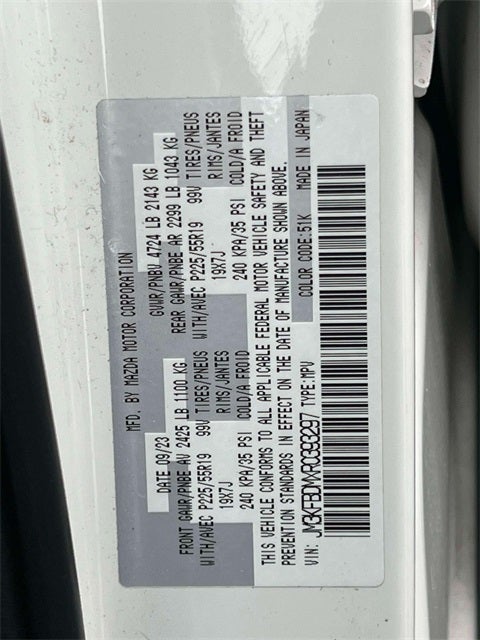 MFD. BY MAZDA MOTOR CORPORATION
DATE 09/23 GVWR/PNBV 4724 LB 2143 KG
FRONT GAWR/PNBE AV 2425 LB 1100 KG REAR GAWR/PNBE AR 2299 LB 1043 KG
WITH/AVEC P225/55R19 99V TIRES/PNEUS WITH/AVEC P225/55R19 99V TIRES/PNEUS
19X7J RIMS/JANTES 19X7J RIMS/JANTES
240 KPA/35 PSI COLD/A FROID 240 KPA/35 PSI COLD/A FROID
THIS VEHICLE CONFORMS TO ALL APPLICABLE FEDERAL MOTOR VEHICLE SAFETY AND THEFT
PREVENTION STANDARDS IN EFFECT ON THE DATE OF MANUFACTURE SHOWN ABOVE.
VIN: JM3KFBDMXR0393297 TYPE:MPV COLOR CODE:51K MADE IN JAPAN